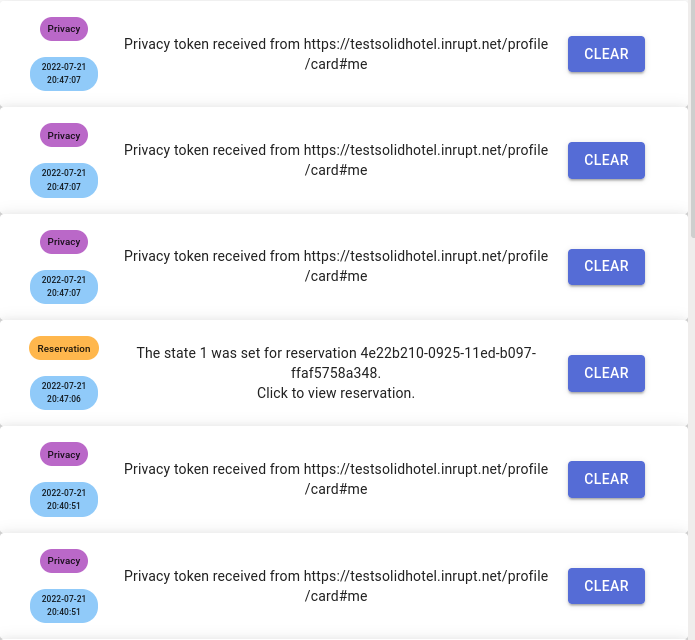 Privacy
2022-07-21
20:47:07
Privacy token received from https://testsolidhotel.inrupt.net/profile
/card#me
CLEAR
Privacy
2022-07-21
20:47:07
Privacy token received from https://testsolidhotel.inrupt.net/profile
/card#me
CLEAR
Privacy
2022-07-21
20:47:07
Privacy token received from https://testsolidhotel.inrupt.net/profile
/card#me
CLEAR
Reservation
2022-07-21
20:47:06
The state 1 was set for reservation 4e22b210-0925-11ed-b097-
ffaf5758a348.
Click to view reservation.
CLEAR
Privacy
2022-07-21
20:40:51
Privacy token received from https://testsolidhotel.inrupt.net/profile
/card#me
CLEAR
Privacy
2022-07-21
20:40:51
Privacy token received from https://testsolidhotel.inrupt.net/profile
/card#me
CLEAR